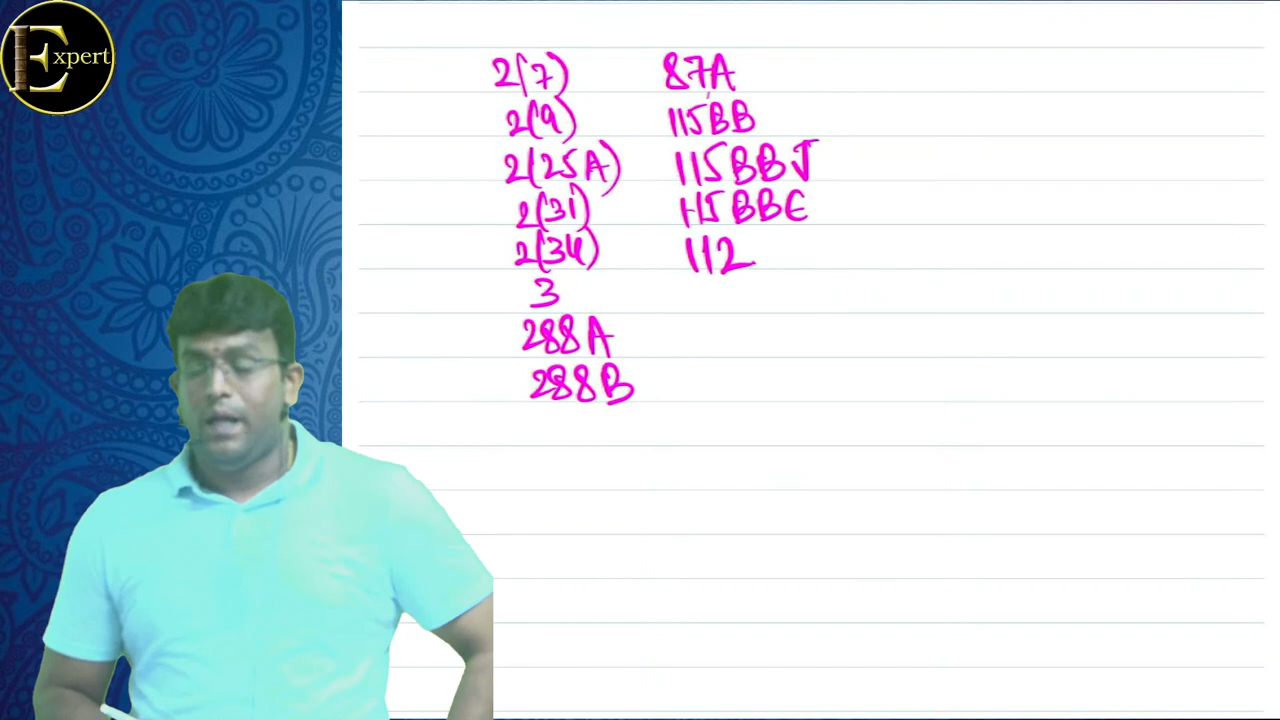 Expert
2(7) 87A
2(9) 115BB
2(25A) 115BBJ
2(31) 115BBE
2(34) 112
3
288A
288B